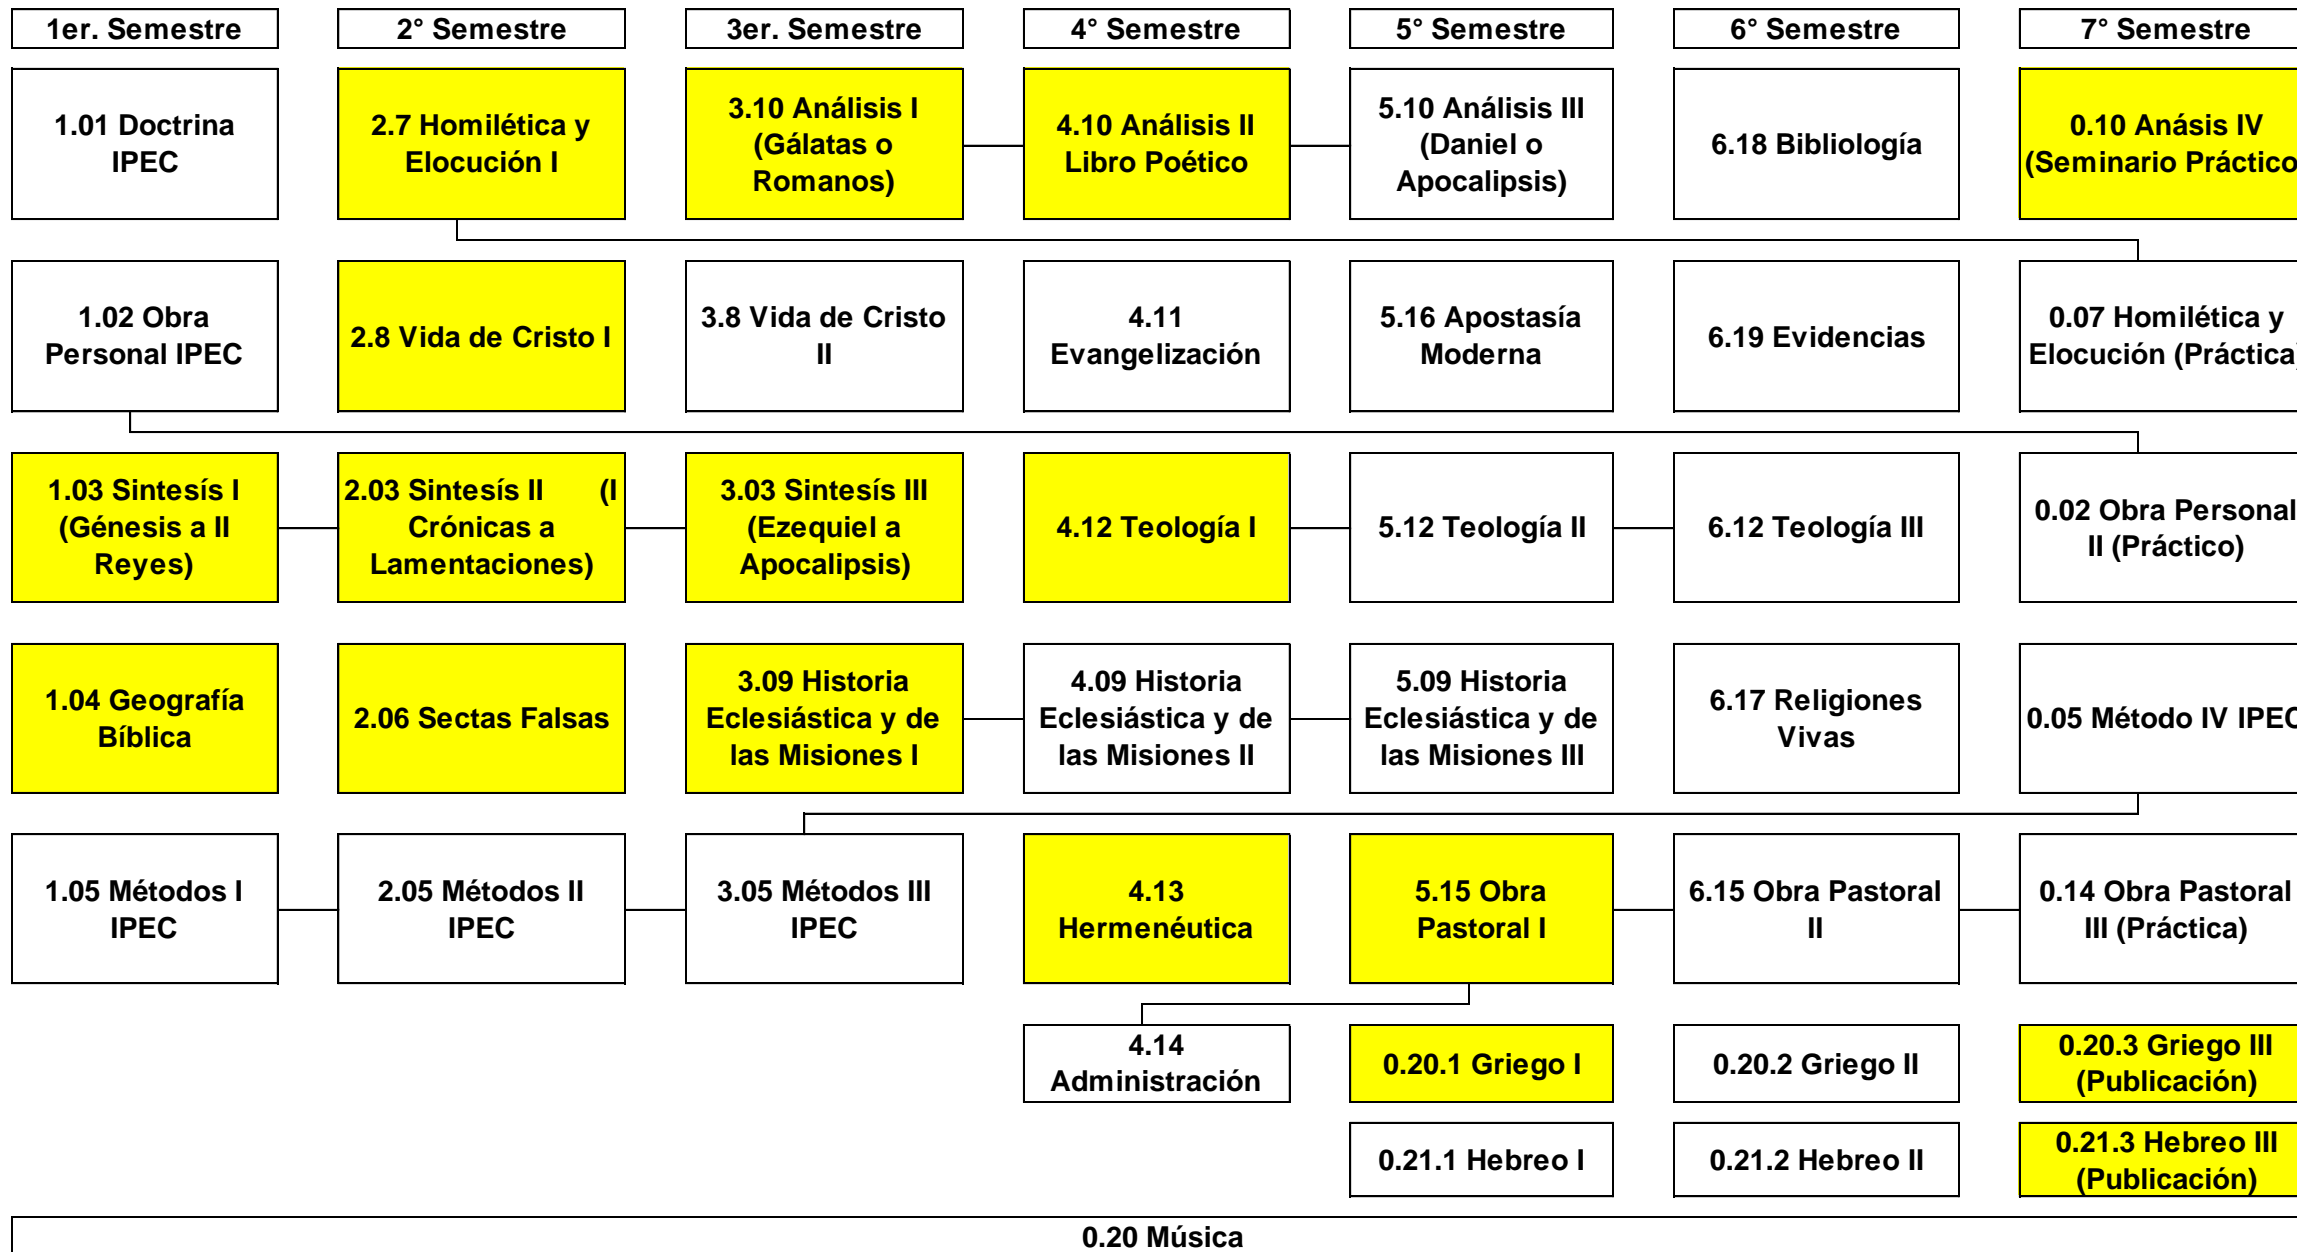 1er. Semestre
2° Semestre
3er. Semestre
4° Semestre
5° Semestre
6° Semestre
7° Semestre
1.01 Doctrina
IPEC
2.7 Homilética y
Elocución I
3.10 Análisis I
(Gálatas o
Romanos)
4.10 Análisis II
Libro Poético
5.10 Análisis III
(Daniel o
Apocalipsis)
6.18 Bibliología
0.10 Anásis IV
(Seminario Práctico
1.02 Obra
Personal IPEC
2.8 Vida de Cristo I
3.8 Vida de Cristo
II
4.11
Evangelización
5.16 Apostasía
Moderna
6.19 Evidencias
0.07 Homilética y
Elocución (Práctica)
1.03 Sintesís I
(Génesis a II
Reyes)
2.03 Sintesís II (I
Crónicas a
Lamentaciones)
3.03 Sintesís III
(Ezequiel a
Apocalipsis)
4.12 Teología I
5.12 Teología II
6.12 Teología III
0.02 Obra Personal
II (Práctico)
1.04 Geografía
Bíblica
2.06 Sectas Falsas
3.09 Historia
Eclesiástica y de
las Misiones I
4.09 Historia
Eclesiástica y de
las Misiones II
5.09 Historia
Eclesiástica y de
las Misiones III
6.17 Religiones
Vivas
0.05 Método IV IPEC
1.05 Métodos I
IPEC
2.05 Métodos II
IPEC
3.05 Métodos III
IPEC
4.13
Hermenéutica
5.15 Obra
Pastoral I
6.15 Obra Pastoral
II
0.14 Obra Pastoral
III (Práctica)
4.14
Administración
0.20.1 Griego I
0.20.2 Griego II
0.20.3 Griego III
(Publicación)
0.21.1 Hebreo I
0.21.2 Hebreo II
0.21.3 Hebreo III
(Publicación)
0.20 Música